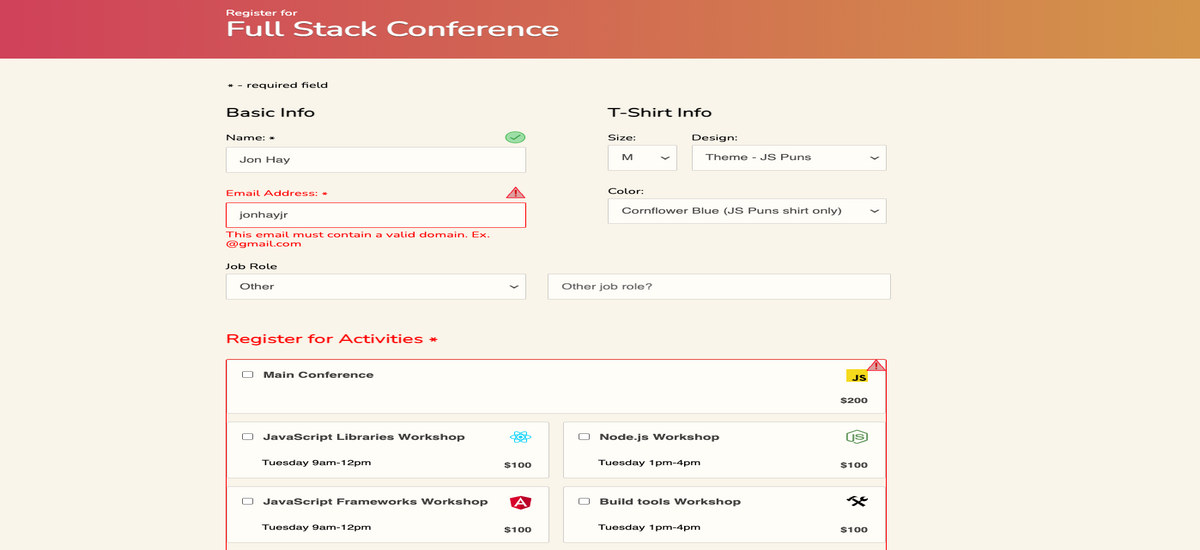 Register for
Full Stack Conference
* - required field
Basic Info
Name: *
Jon Hay
Email Address: *
jonhayjr
This email must contain a valid domain. Ex.
@gmail.com
T-Shirt Info
Size:
Design:
M
Theme - JS Puns
Color:
Cornflower Blue (JS Puns shirt only)
Job Role
Other
Other job role?
Register for Activities *
Main Conference
JS
$200
JavaScript Libraries Workshop
Tuesday 9am-12pm
$100
Node.js Workshop
JS
Tuesday 1pm-4pm
$100
JavaScript Frameworks Workshop
A
Tuesday 9am-12pm
$100
Build tools Workshop
Tuesday 1pm-4pm
$100